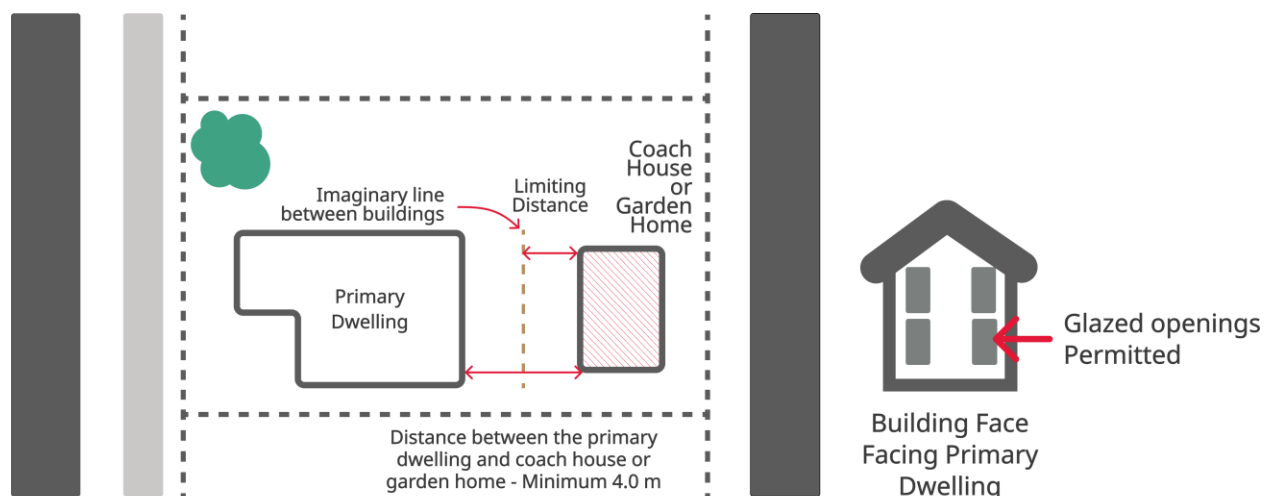 Coach
House
or
Garden
Home
Limiting
Distance
Imaginary line
between buildings
Primary
Dwelling
Distance between the primary
dwelling and coach house or
garden home - Minimum 4.0 m
Glazed openings
Permitted
Building Face
Facing Primary
Dwelling